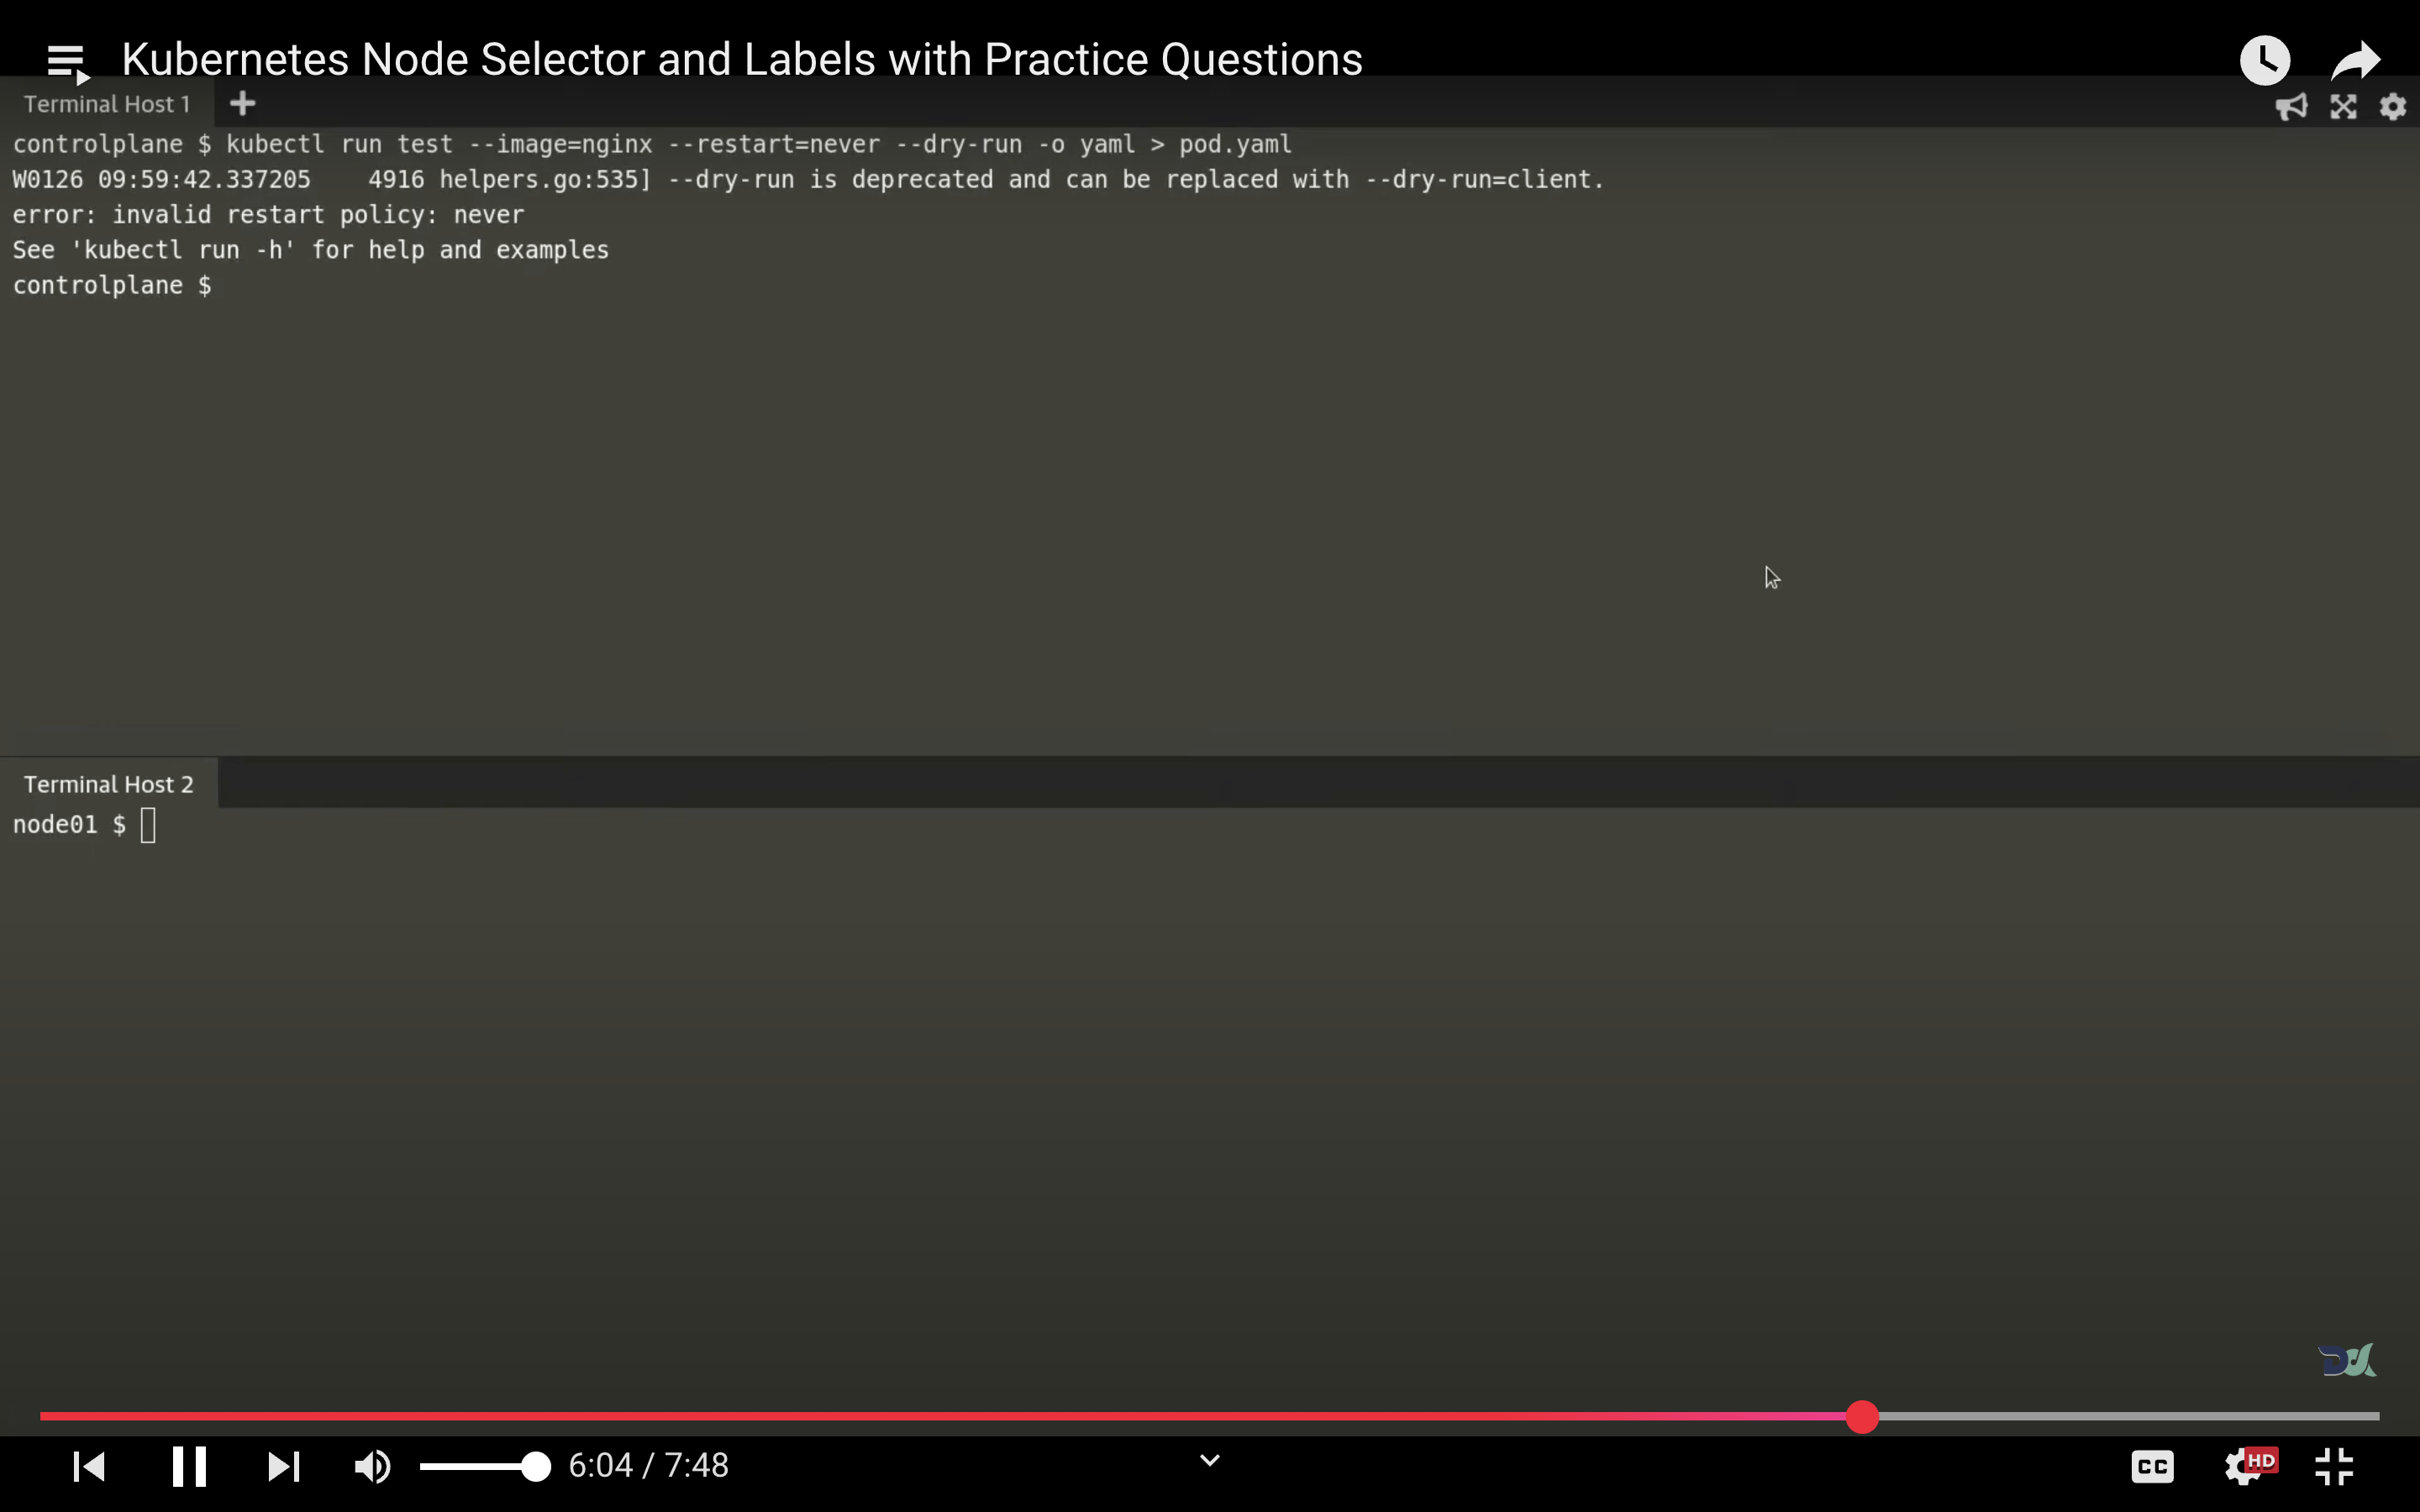 Kubernetes Node Selector and Labels with Practice Questions
Terminal Host 1 +
controlplane $ kubectl run test --image=nginx --restart=never --dry-run -o yaml > pod.yaml
W0126 09:59:42.337205    4916 helpers.go:535] --dry-run is deprecated and can be replaced with --dry-run=client.
error: invalid restart policy: never
See 'kubectl run -h' for help and examples
controlplane $
Terminal Host 2
node01 $
6:04 / 7:48
CC HD